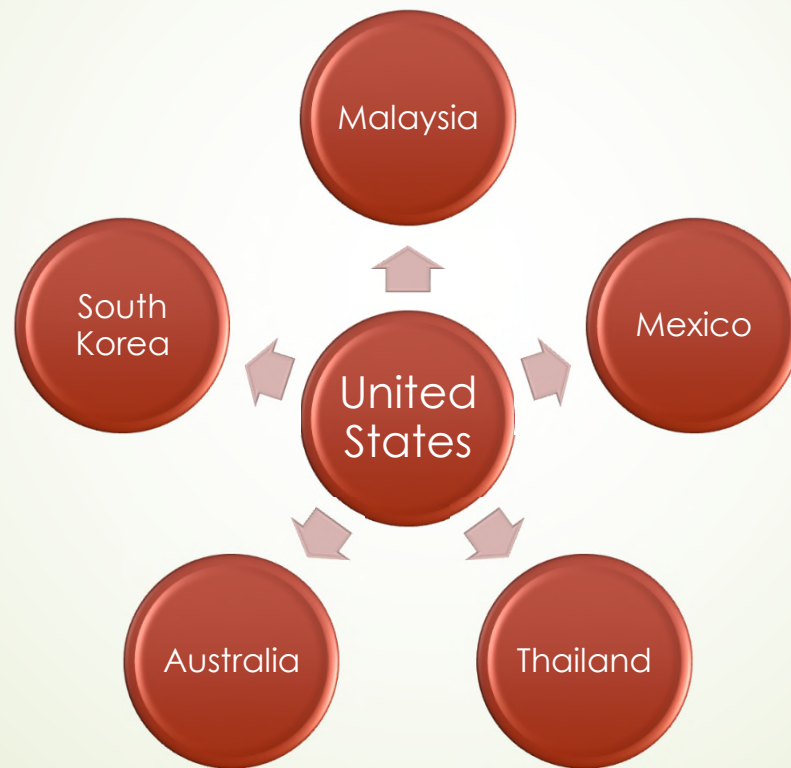 Malaysia
South
Korea
Mexico
United
States
Australia
Thailand